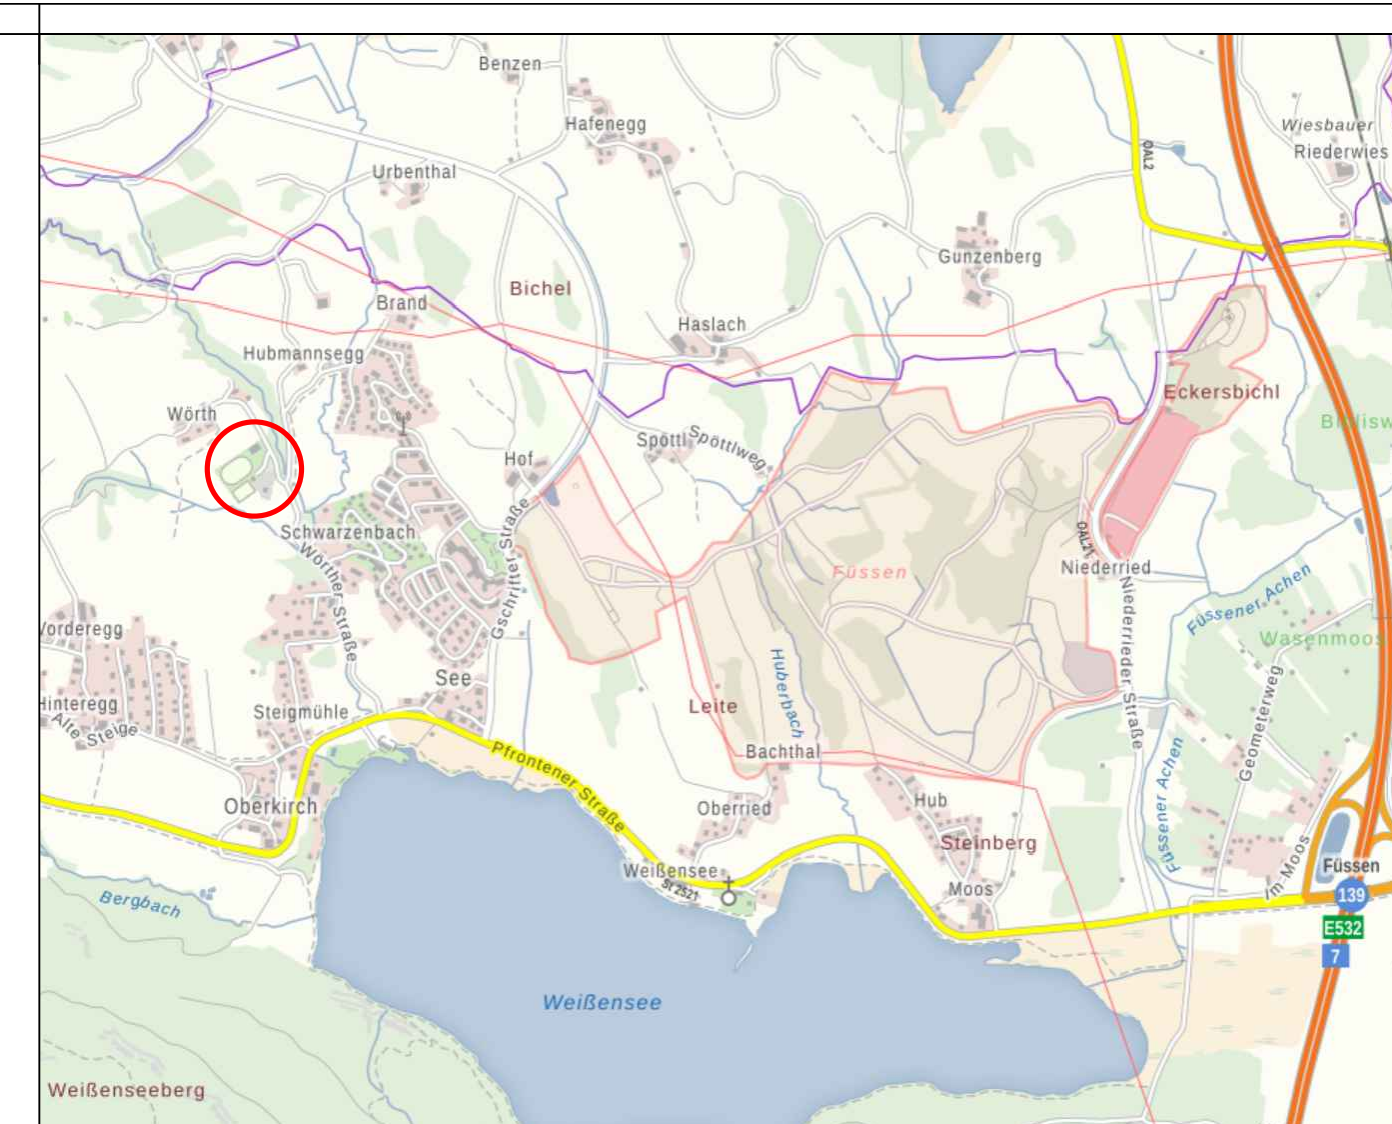 Benzen
Hafenegg
Wiesbauer
Riederwies
OAL2
Urbenthal
Gunzenberg
Bichel
Brand
Haslach
Hubmannsegg
Eckersbichl
Wörth
Spöttl
Spöttlweg
Hof
Schwarzenbach
Gschrifter Straße
OAL21
Füssen
Niederried
Wörther Straße
Füssener Achen
Vorderegg
Wasenmoos
Huberbach
Niederrieder Straße
See
Hinteregg
Alte Steige
Steigmühle
Leite
Geometerweg
Bachthal
Pfrontener Straße
Füssener Achen
Oberkirch
Oberried
Hub
Steinberg
Weißensee
St 2521
Moos
Im-Moos
Füssen
139
E532
7
Bergbach
Weißensee
Weißenseeberg